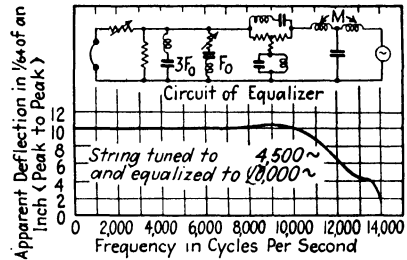 M
3F₀
F₀
Circuit of Equalizer
Apparent Deflection in 1/64 of an
Inch (Peak to Peak)
12
10
8
6
4
2
0
String tuned to 4,500~
and equalized to 10,000~
0 2,000 4,000 6,000 8,000 10,000 12,000 14,000
Frequency in Cycles Per Second